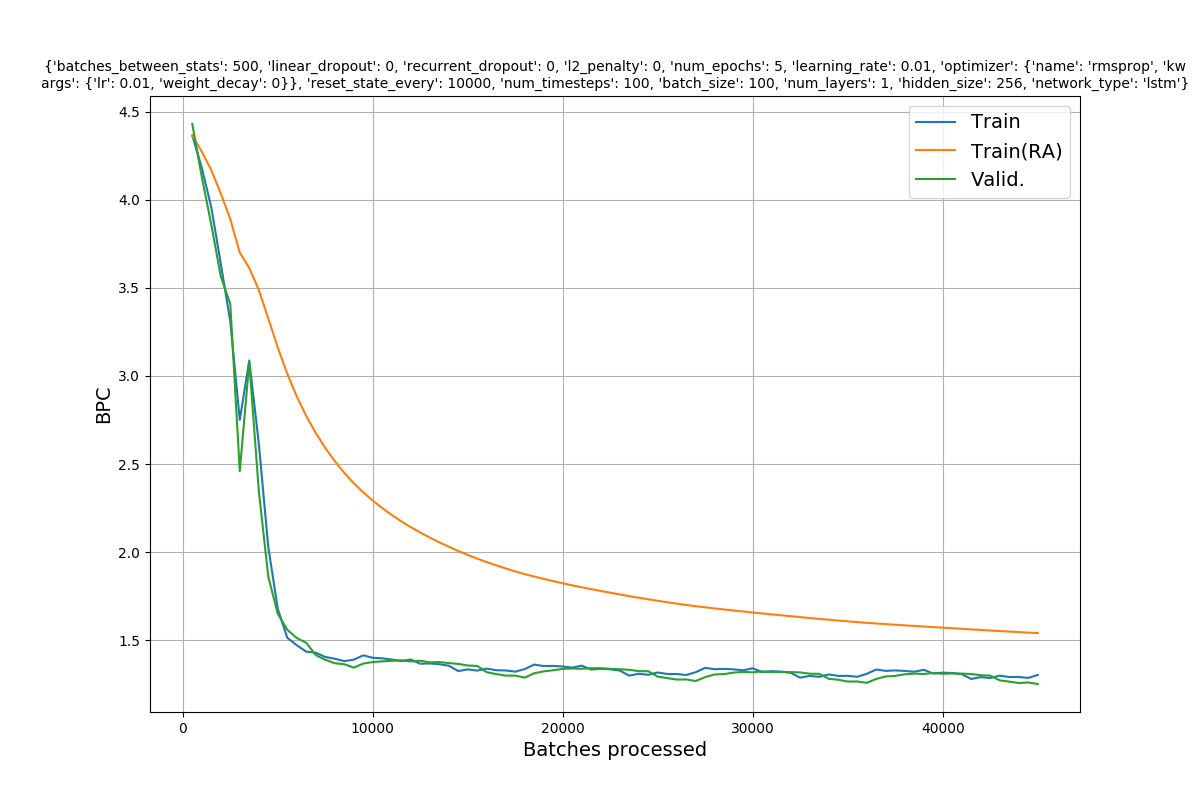 {'batches_between_stats': 500, 'linear_dropout': 0, 'recurrent_dropout': 0, 'l2_penalty': 0, 'num_epochs': 5, 'learning_rate': 0.01, 'optimizer': {'name': 'rmsprop', 'kw
args': {'lr': 0.01, 'weight_decay': 0}}, 'reset_state_every': 10000, 'num_timesteps': 100, 'batch_size': 100, 'num_layers': 1, 'hidden_size': 256, 'network_type': 'lstm'}
Train
Train(RA)
Valid.
BPC
4.5
4.0
3.5
3.0
2.5
2.0
1.5
0 10000 20000 30000 40000
Batches processed